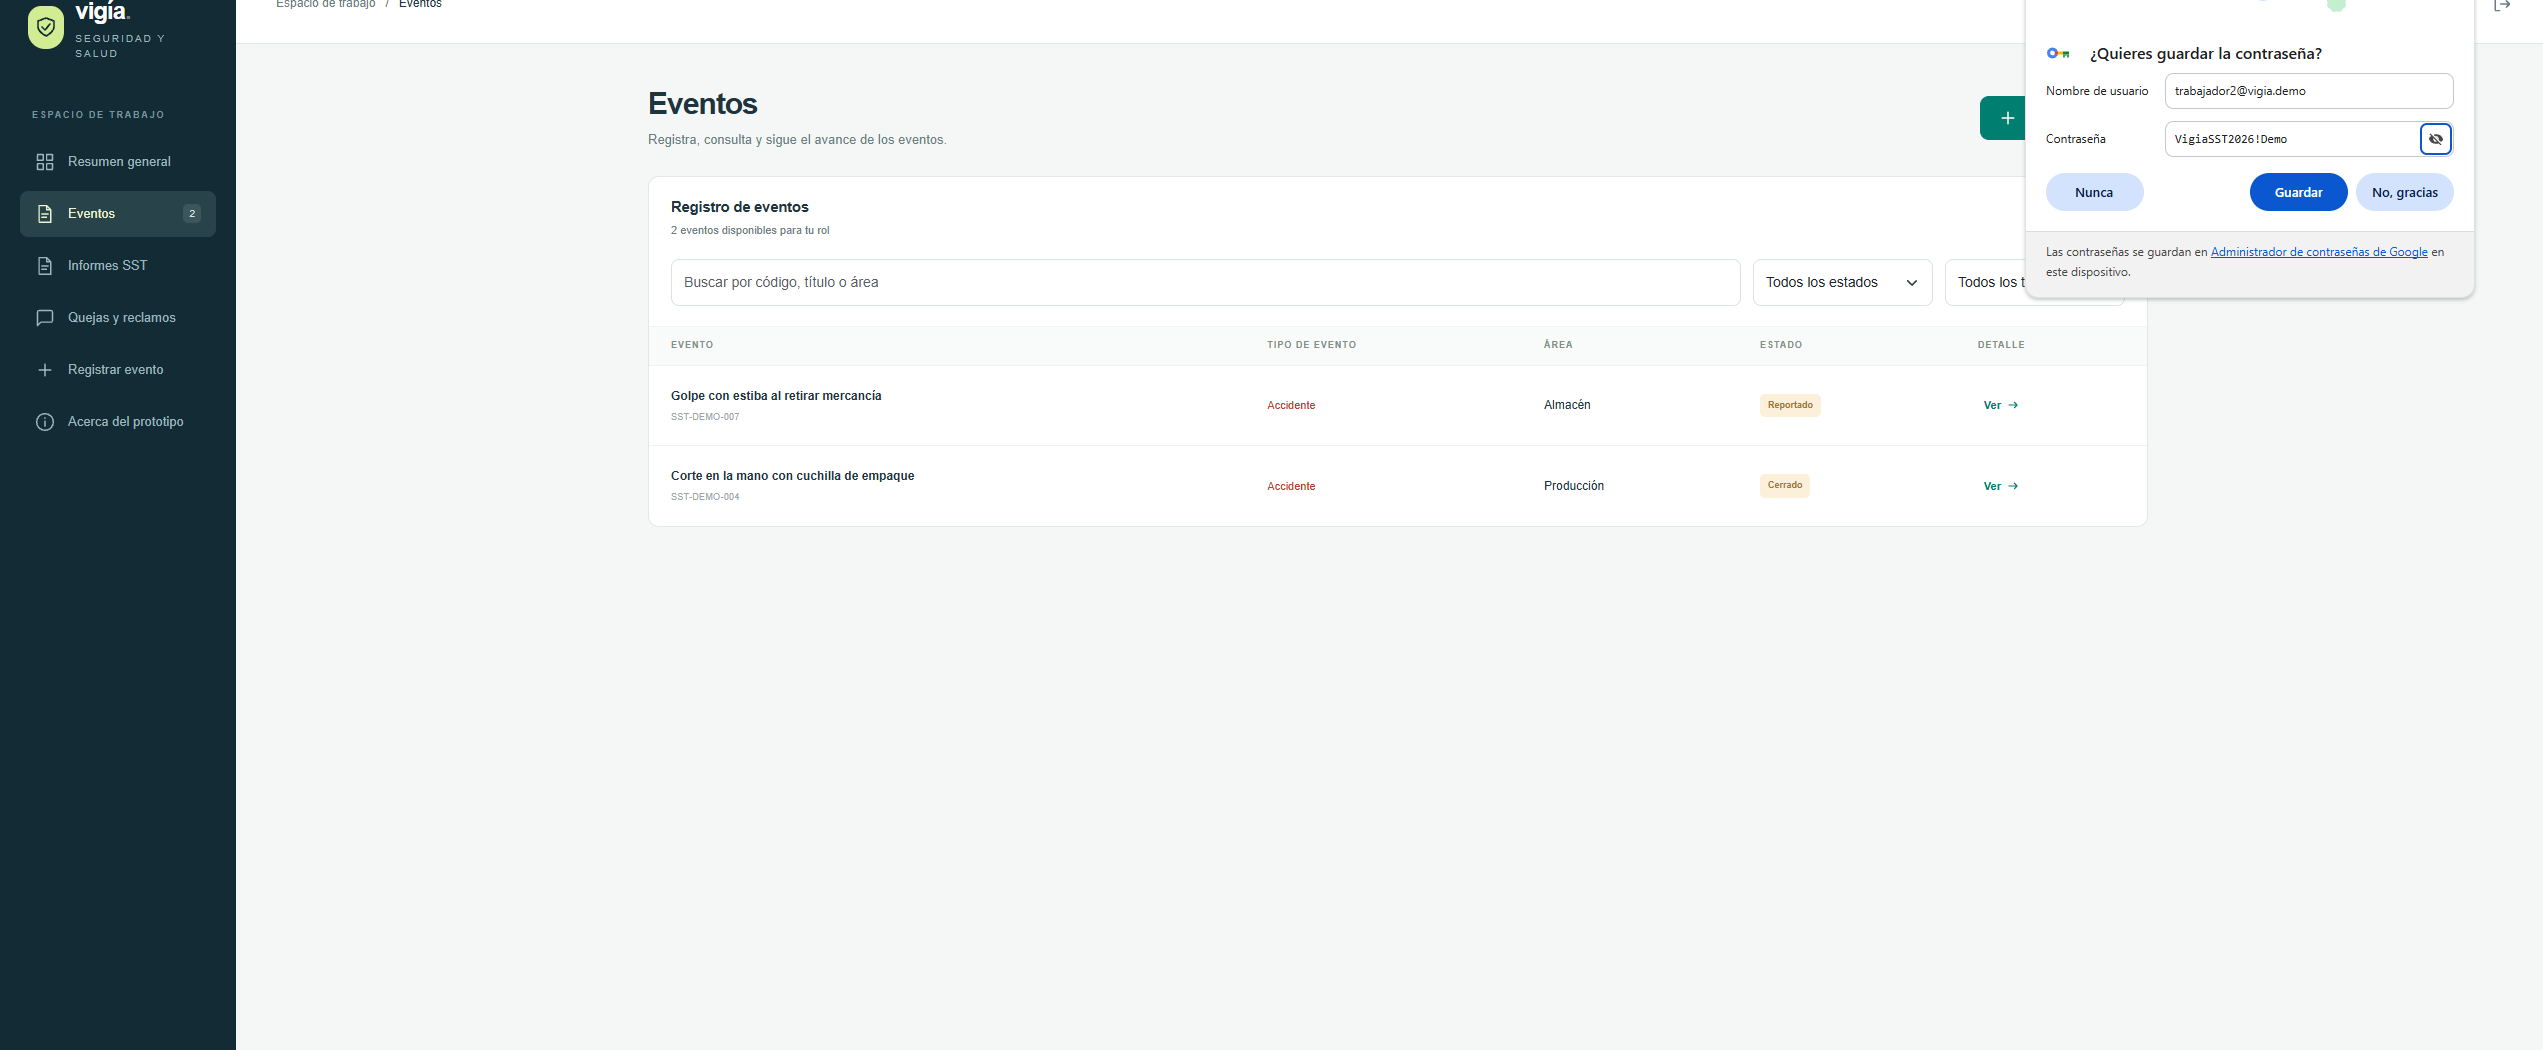 vigía.
SEGURIDAD Y
SALUD
ESPACIO DE TRABAJO
Resumen general
Eventos 2
Informes SST
Quejas y reclamos
Registrar evento
Acerca del prototipo
Espacio de trabajo / Eventos
Eventos
Registra, consulta y sigue el avance de los eventos.
Registro de eventos
2 eventos disponibles para tu rol
Buscar por código, título o área
Todos los estados
Todos los t
EVENTO TIPO DE EVENTO ÁREA ESTADO DETALLE
Golpe con estiba al retirar mercancía
SST-DEMO-007
Accidente
Almacén
Reportado
Ver →
Corte en la mano con cuchilla de empaque
SST-DEMO-004
Accidente
Producción
Cerrado
Ver →
¿Quieres guardar la contraseña?
Nombre de usuario trabajador2@vigia.demo
Contraseña VigiaSST2026!Demo
Nunca Guardar No, gracias
Las contraseñas se guardan en Administrador de contraseñas de Google en
este dispositivo.